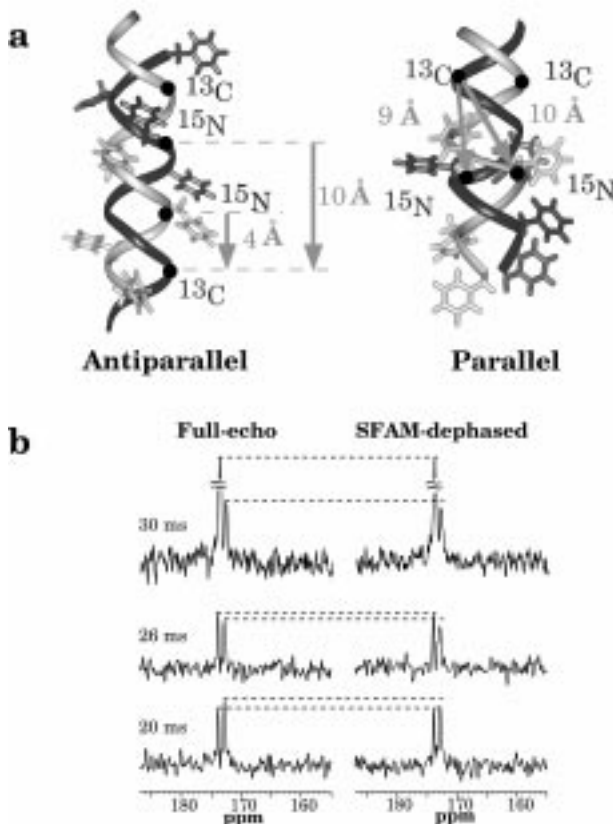 a
13C
15N
15N
10 Å
4 Å
13C
Antiparallel
13C
13C
9 Å
10 Å
15N
15N
Parallel
b
Full-echo
SFAM-dephased
30 ms
26 ms
20 ms
180
160
ppm
180
170
160
ppm